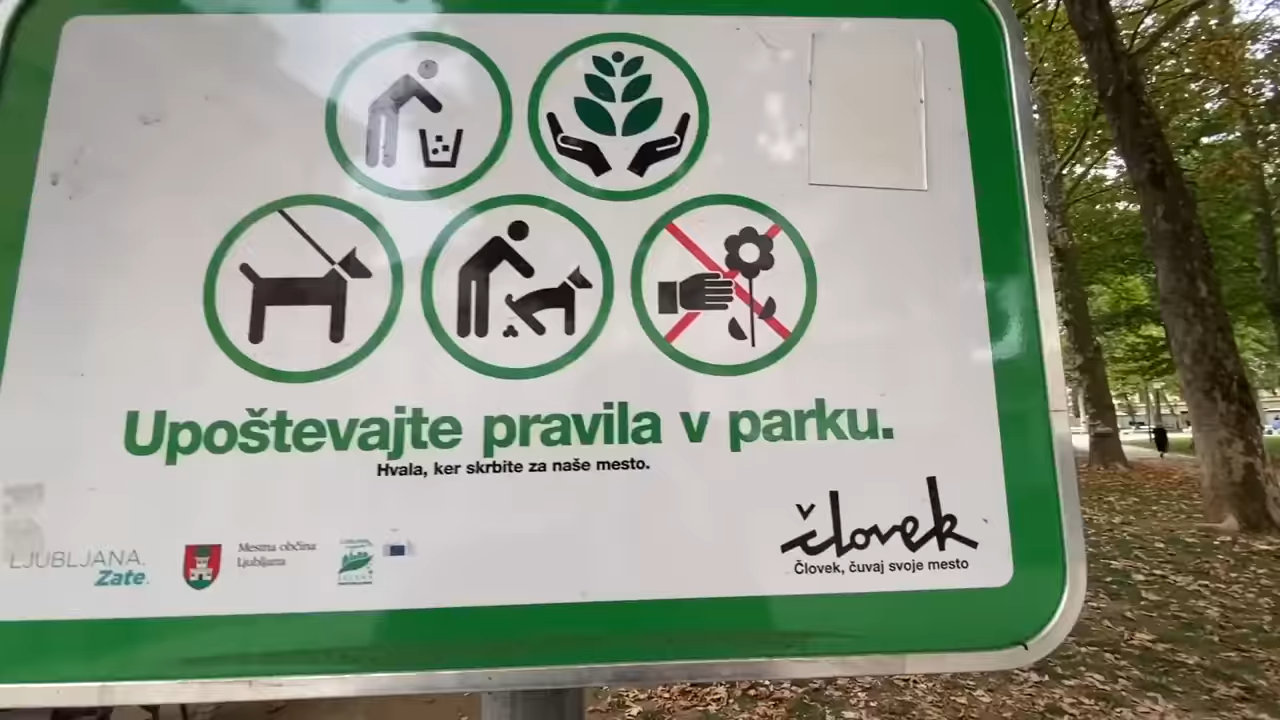 Upoštevajte pravila v parku.
Hvala, ker skrbite za naše mesto.
človek
Človek, čuvaj svoje mesto
LJUBLJANA.
Zate.
Mestna občina
Ljubljana